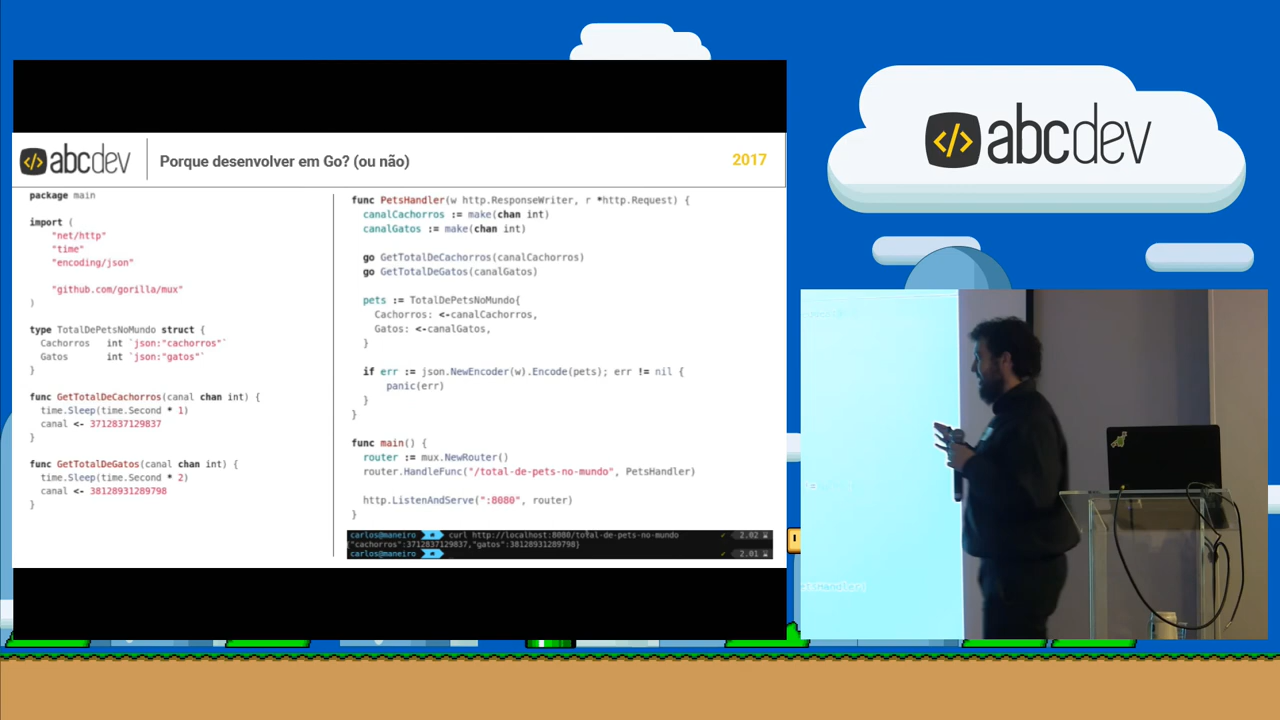 </> abcdev
Porque desenvolver em Go? (ou não)
2017
package main
import (
"net/http"
"time"
"encoding/json"
"github.com/gorilla/mux"
)
type TotalDePetsNoMundo struct {
Cachorros int `json:"cachorros"`
Gatos int `json:"gatos"`
}
func GetTotalDeCachorros(canal chan int) {
time.Sleep(time.Second * 1)
canal <- 3712837129837
}
func GetTotalDeGatos(canal chan int) {
time.Sleep(time.Second * 2)
canal <- 38128931289798
}
func PetsHandler(w http.ResponseWriter, r *http.Request) {
canalCachorros := make(chan int)
canalGatos := make(chan int)
go GetTotalDeCachorros(canalCachorros)
go GetTotalDeGatos(canalGatos)
pets := TotalDePetsNoMundo{
Cachorros: <-canalCachorros,
Gatos: <-canalGatos,
}
if err := json.NewEncoder(w).Encode(pets); err != nil {
panic(err)
}
}
func main() {
router := mux.NewRouter()
router.HandleFunc("/total-de-pets-no-mundo", PetsHandler)
http.ListenAndServe(":8080", router)
}
carlos@maneiro curl http://localhost:8080/total-de-pets-no-mundo ✓ 2.02
{"cachorros":3712837129837,"gatos":38128931289798}
carlos@maneiro ✓ 2.01
</> abcdev